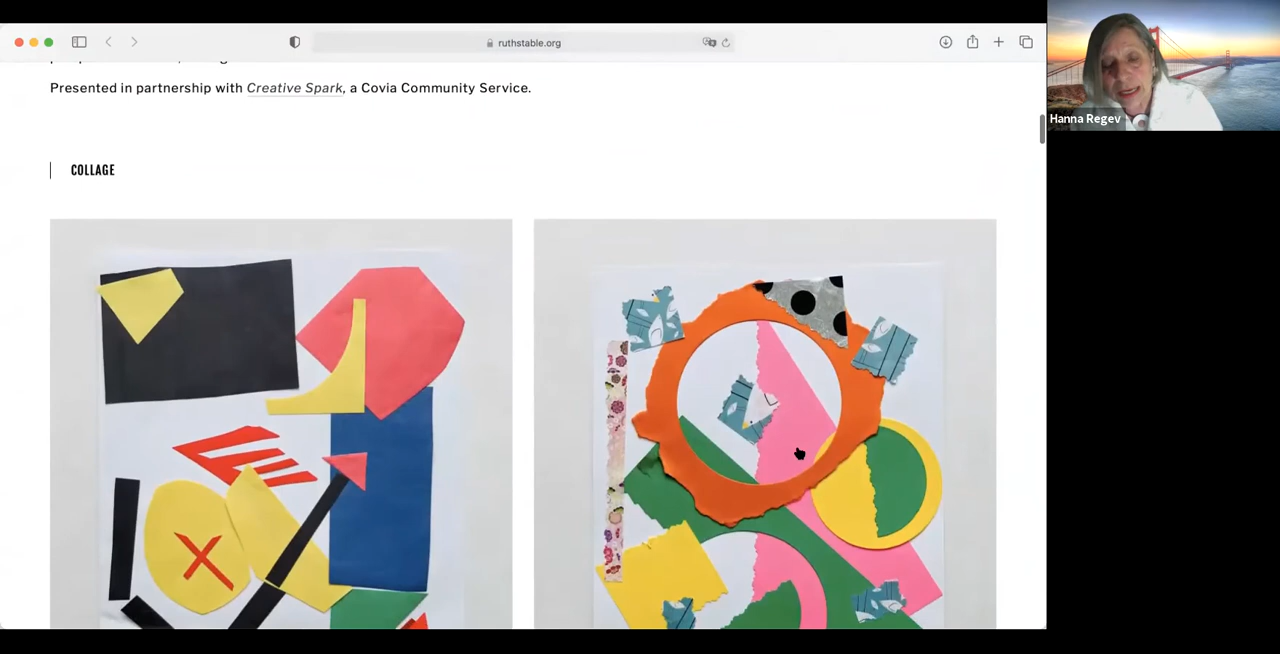 ruthstable.org
Presented in partnership with Creative Spark, a Covia Community Service.
COLLAGE
Hanna Regev